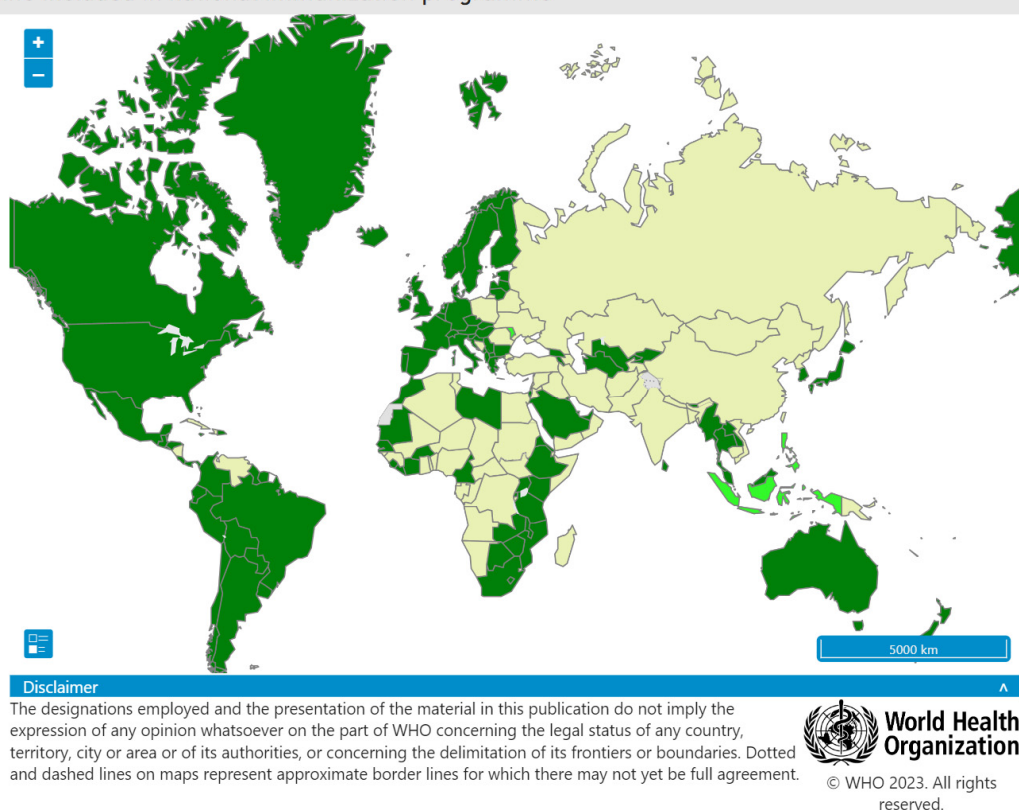 +
−
5000 km
Disclaimer
^
The designations employed and the presentation of the material in this publication do not imply the
expression of any opinion whatsoever on the part of WHO concerning the legal status of any country,
territory, city or area or of its authorities, or concerning the delimitation of its frontiers or boundaries. Dotted
and dashed lines on maps represent approximate border lines for which there may not yet be full agreement.
World Health
Organization
© WHO 2023. All rights
reserved.